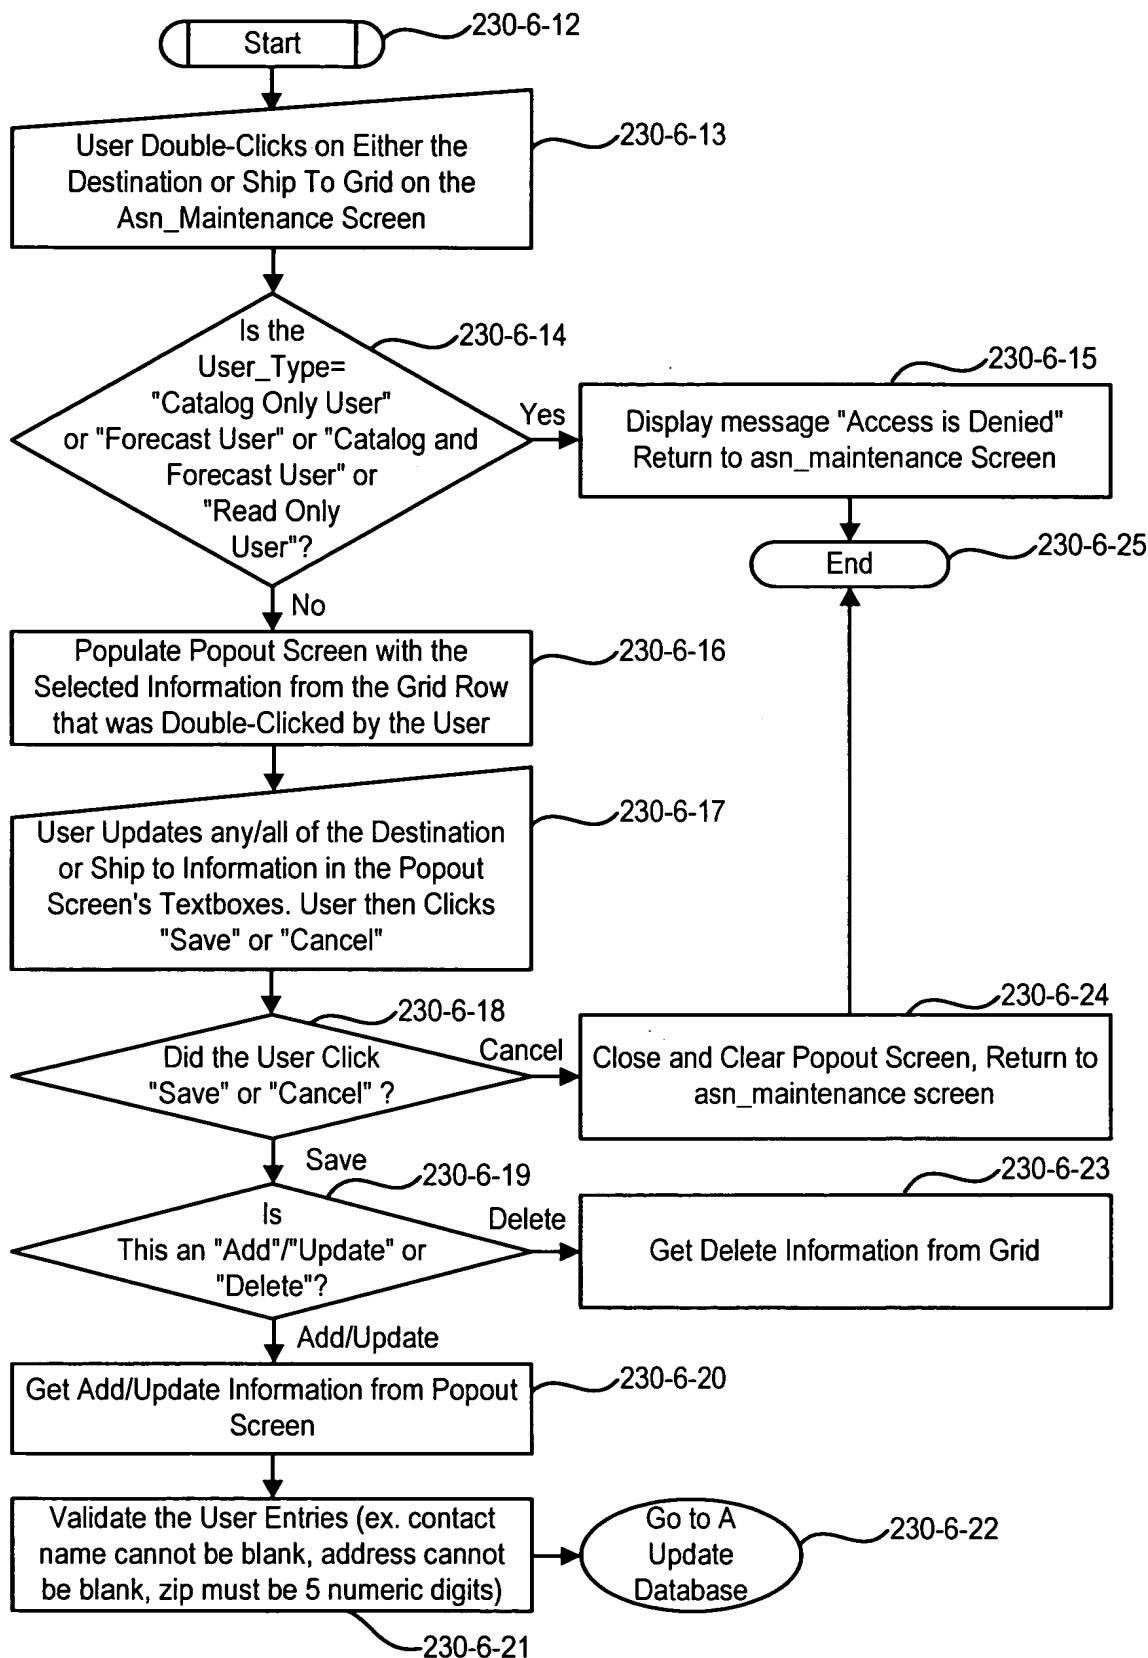 Start
230-6-12
User Double-Clicks on Either the
Destination or Ship To Grid on the
Asn_Maintenance Screen
230-6-13
Is the
User_Type=
"Catalog Only User"
or "Forecast User" or "Catalog and
Forecast User" or
"Read Only
User"?
230-6-14
Yes
230-6-15
Display message "Access is Denied"
Return to asn_maintenance Screen
End
230-6-25
No
Populate Popout Screen with the
Selected Information from the Grid Row
that was Double-Clicked by the User
230-6-16
User Updates any/all of the Destination
or Ship to Information in the Popout
Screen's Textboxes. User then Clicks
"Save" or "Cancel"
230-6-17
230-6-18
Did the User Click
"Save" or "Cancel" ?
Cancel
230-6-24
Close and Clear Popout Screen, Return to
asn_maintenance screen
Save
230-6-19
Is
This an "Add"/"Update" or
"Delete"?
Delete
230-6-23
Get Delete Information from Grid
Add/Update
Get Add/Update Information from Popout
Screen
230-6-20
Validate the User Entries (ex. contact
name cannot be blank, address cannot
be blank, zip must be 5 numeric digits)
230-6-21
Go to A
Update
Database
230-6-22